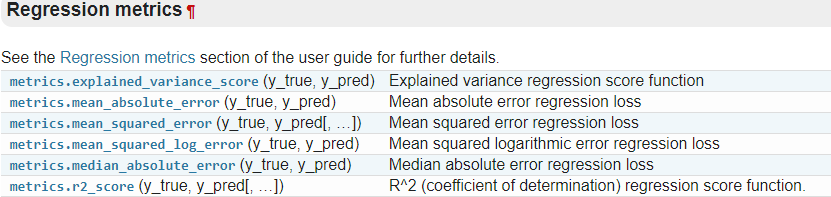 Regression metrics ¶
See the Regression metrics section of the user guide for further details.
metrics.explained_variance_score (y_true, y_pred) Explained variance regression score function
metrics.mean_absolute_error (y_true, y_pred) Mean absolute error regression loss
metrics.mean_squared_error (y_true, y_pred[, …]) Mean squared error regression loss
metrics.mean_squared_log_error (y_true, y_pred) Mean squared logarithmic error regression loss
metrics.median_absolute_error (y_true, y_pred) Median absolute error regression loss
metrics.r2_score (y_true, y_pred[, …]) R^2 (coefficient of determination) regression score function.